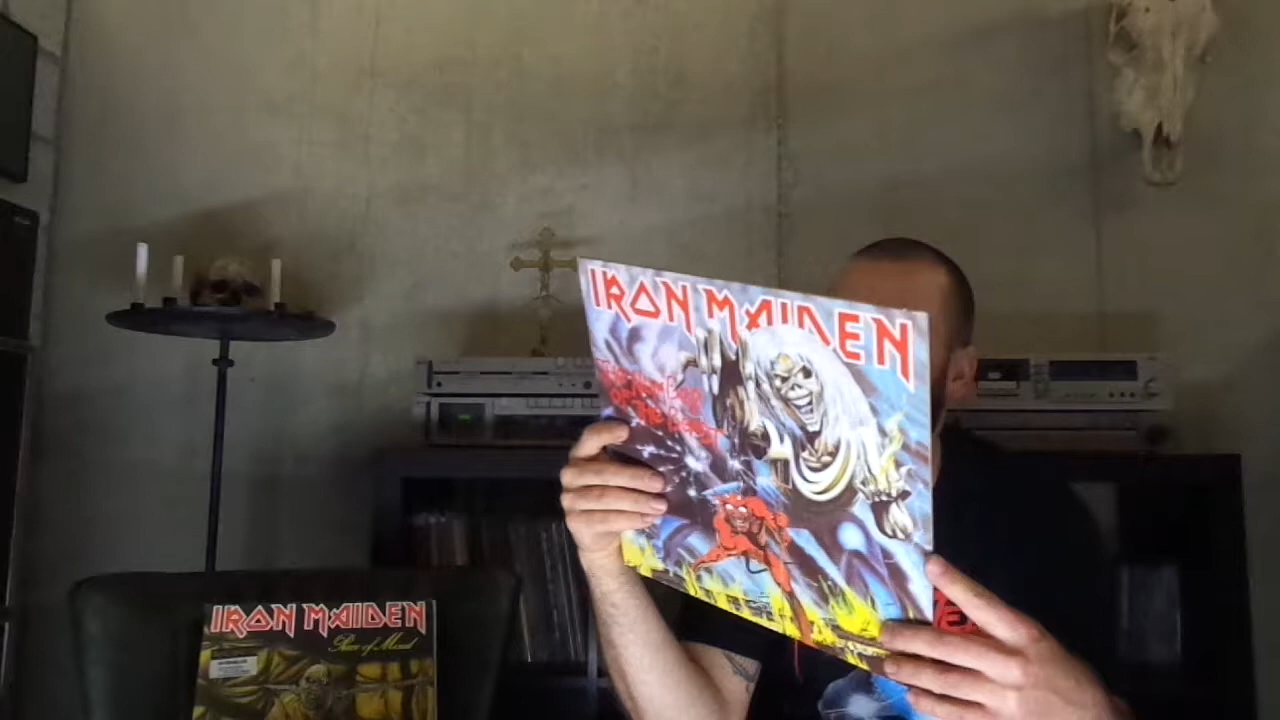 IRON MAIDEN
The Number
Of The Beast
IRON MAIDEN
Piece of Mind